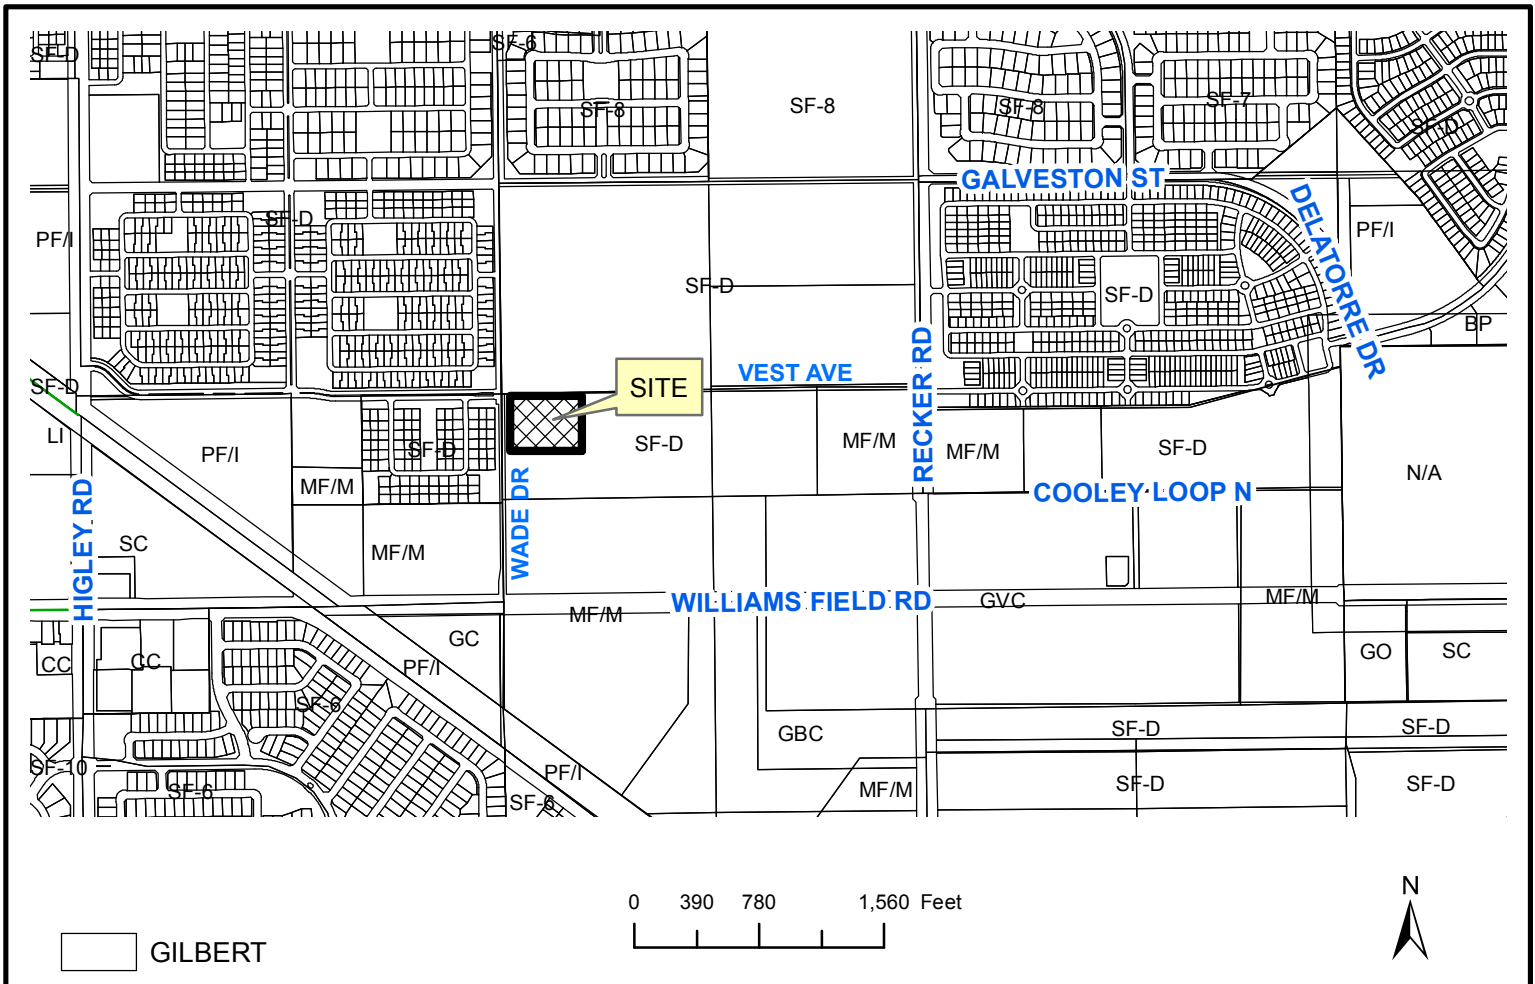 SF-D
SF-6
SF-8
SF-8
SF-8
SF-7
SF-D
GALVESTON ST
DELATORRE DR
PF/I
SF-D
PF/I
SF-D
SF-D
BP
RECKER RD
VEST AVE
SITE
SF-D
LI
PF/I
SF-D
SF-D
MF/M
MF/M
SF-D
N/A
MF/M
COOLEY LOOP N
HIGLEY RD
WADE DR
SC
MF/M
WILLIAMS FIELD RD
MF/M
GVC
MF/M
GC
PF/I
CC
GC
GO
SC
SF-6
GBC
SF-D
SF-D
SF-10
SF-6
PF/I
SF-6
MF/M
SF-D
SF-D
0 390 780 1,560 Feet
N
GILBERT